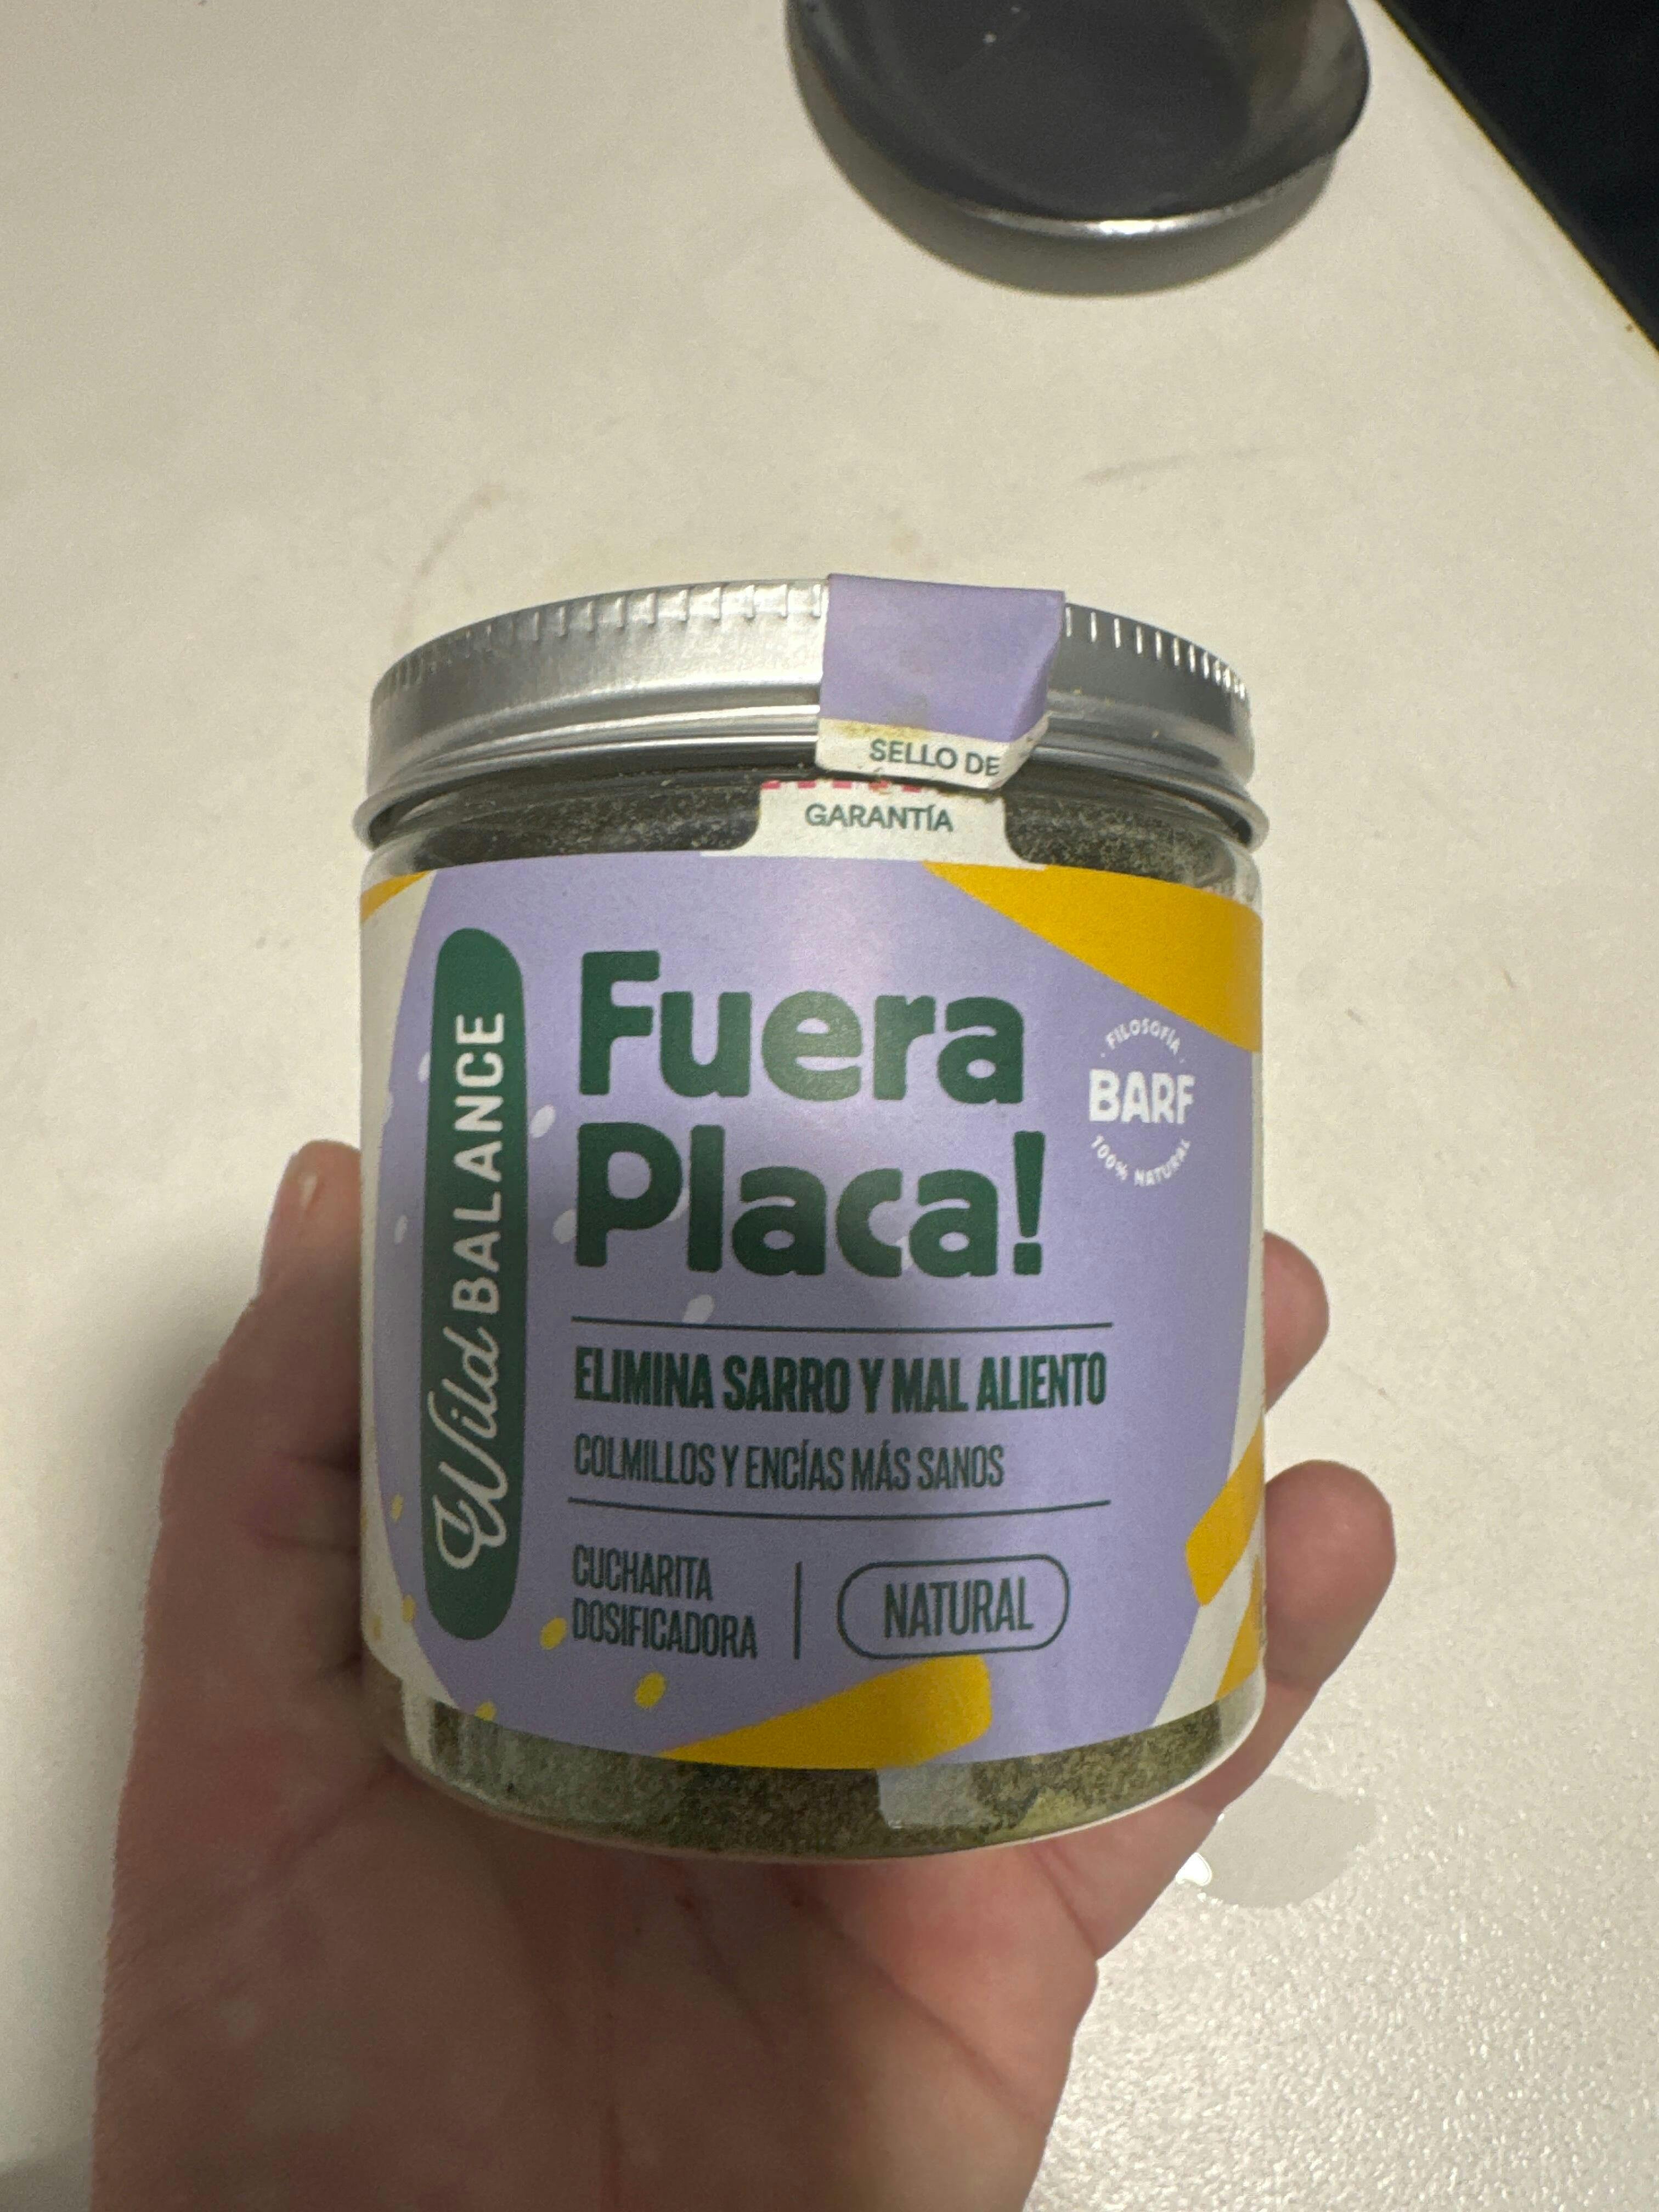 SELLO DE
GARANTÍA
Wild BALANCE
Fuera
Placa!
· FILOSOFÍA ·
BARF
100% NATURAL
ELIMINA SARRO Y MAL ALIENTO
COLMILLOS Y ENCÍAS MÁS SANOS
CUCHARITA
DOSIFICADORA
NATURAL